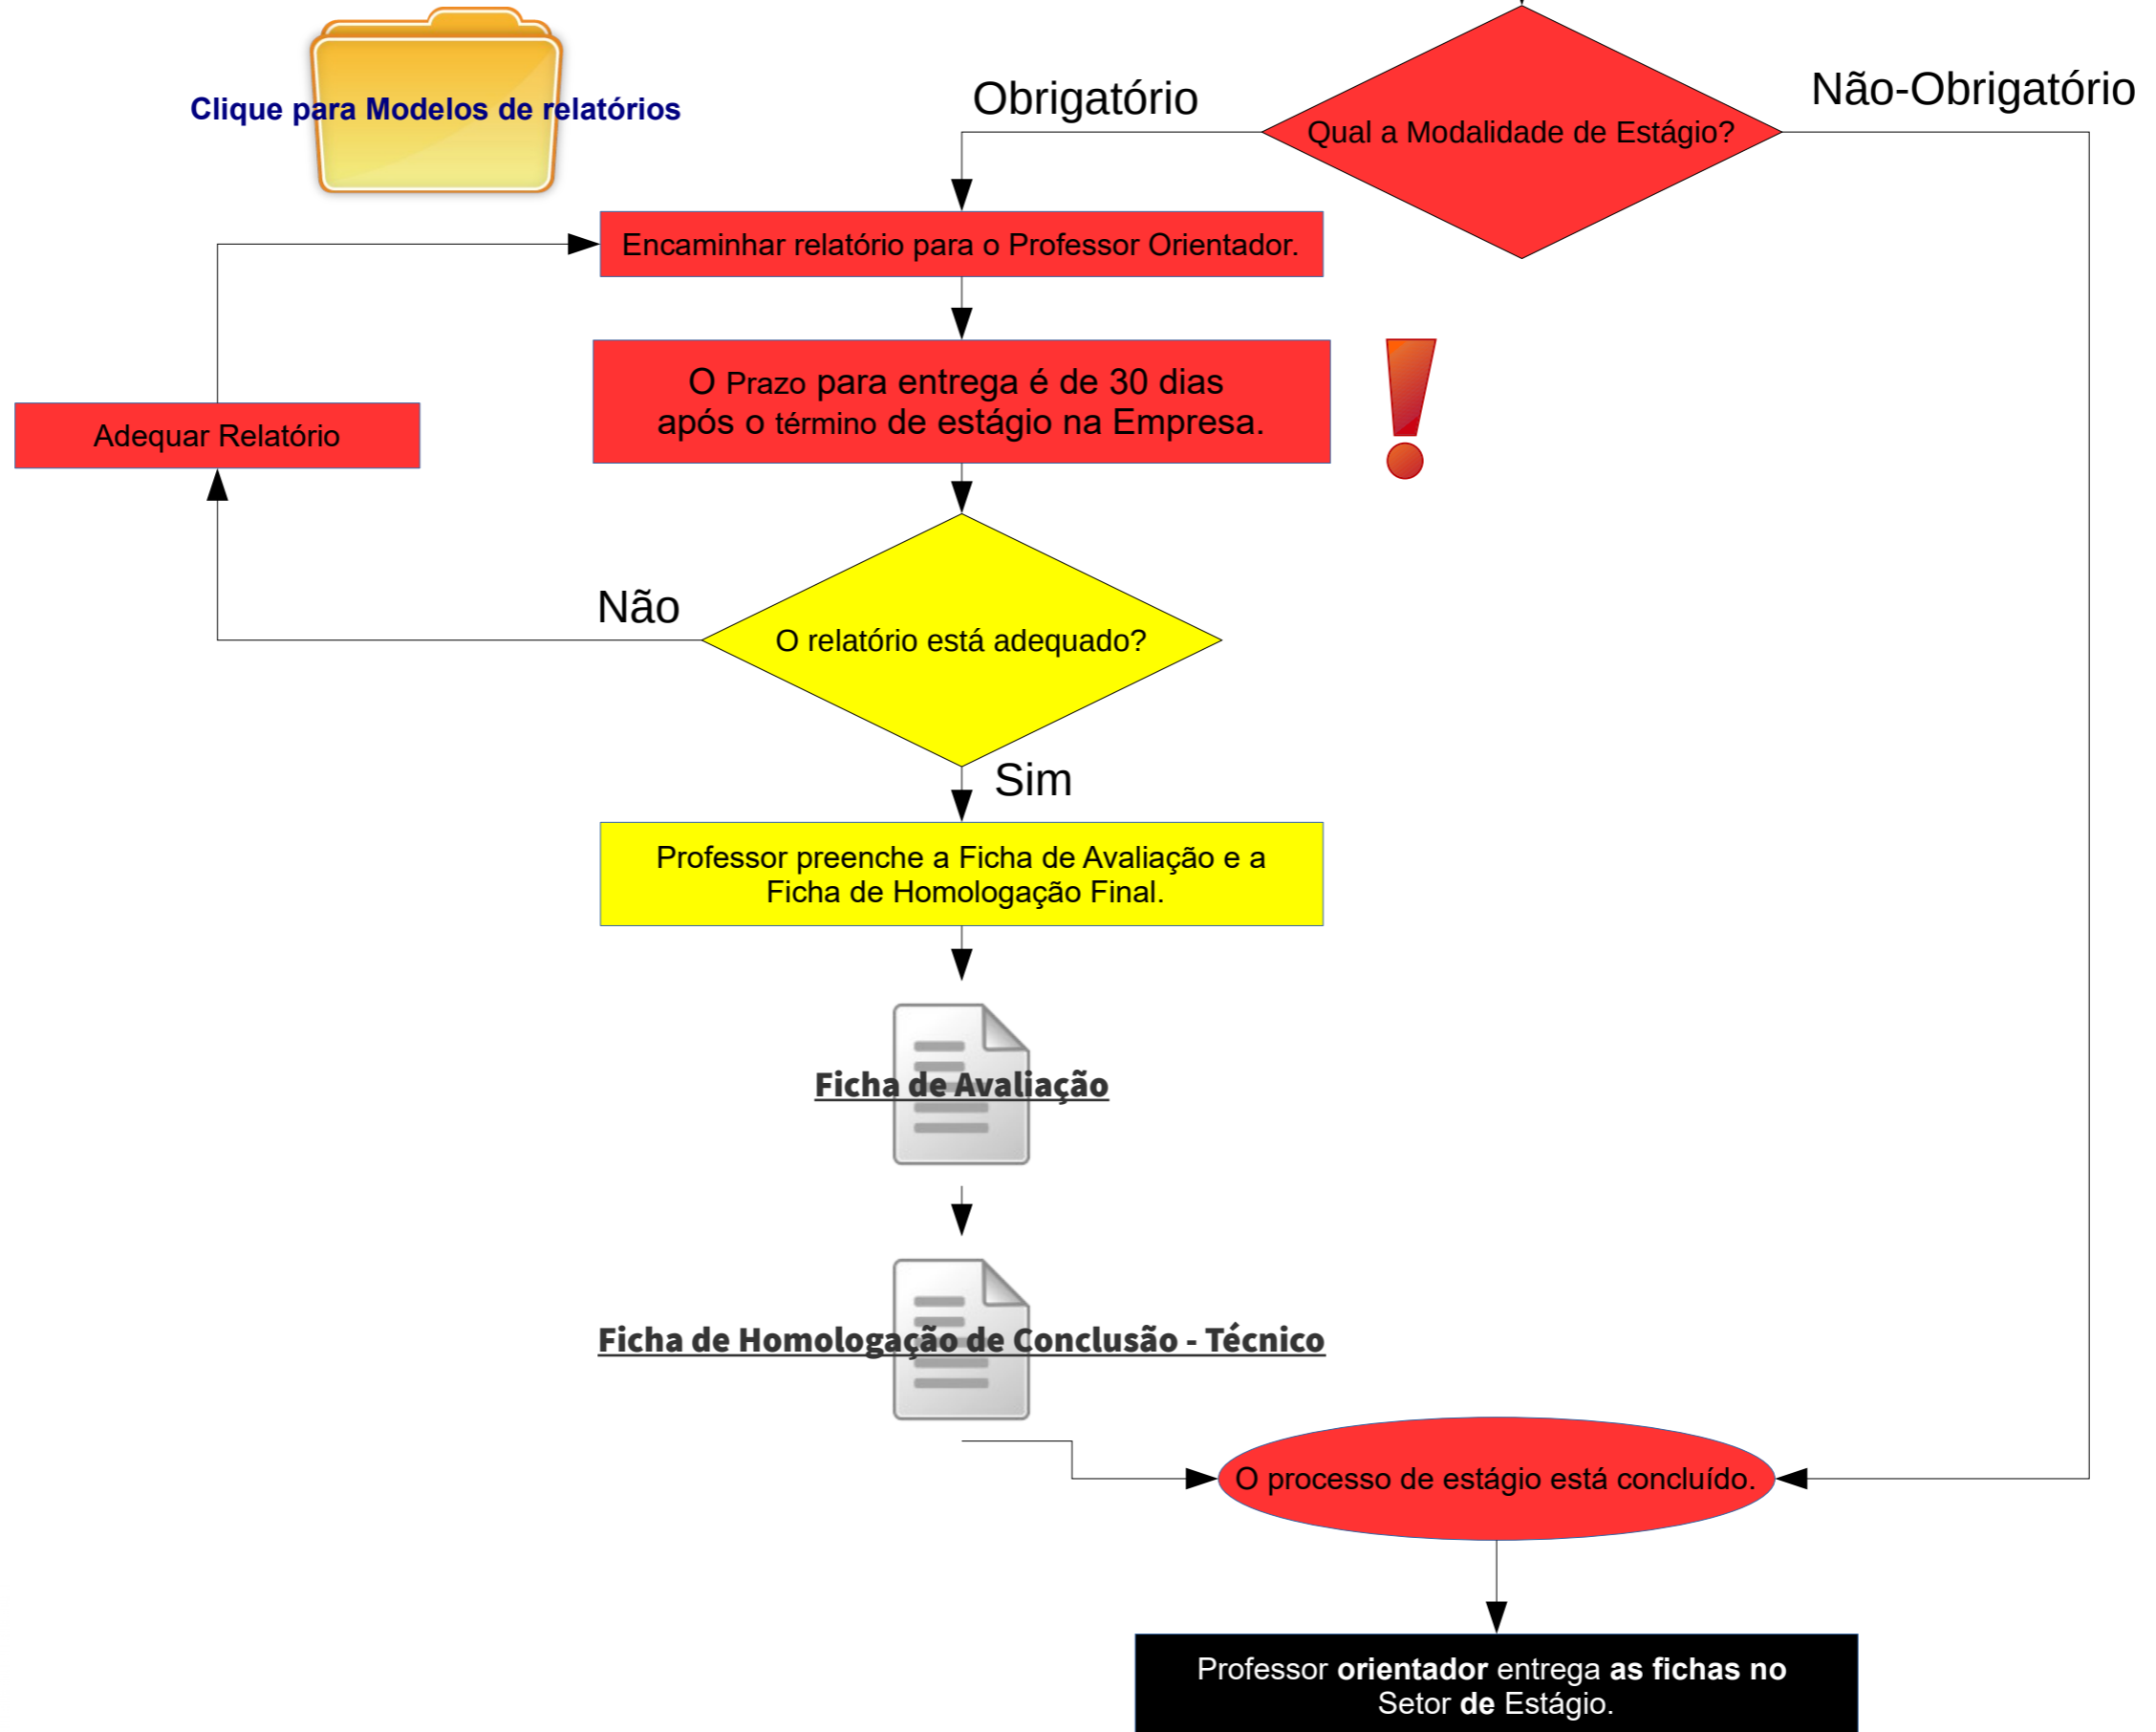 Clique para Modelos de relatórios
Obrigatório
Não-Obrigatório
Qual a Modalidade de Estágio?
Encaminhar relatório para o Professor Orientador.
O Prazo para entrega é de 30 dias
após o término de estágio na Empresa.
Adequar Relatório
Não
O relatório está adequado?
Sim
Professor preenche a Ficha de Avaliação e a
Ficha de Homologação Final.
Ficha de Avaliação
Ficha de Homologação de Conclusão - Técnico
O processo de estágio está concluído.
Professor orientador entrega as fichas no
Setor de Estágio.